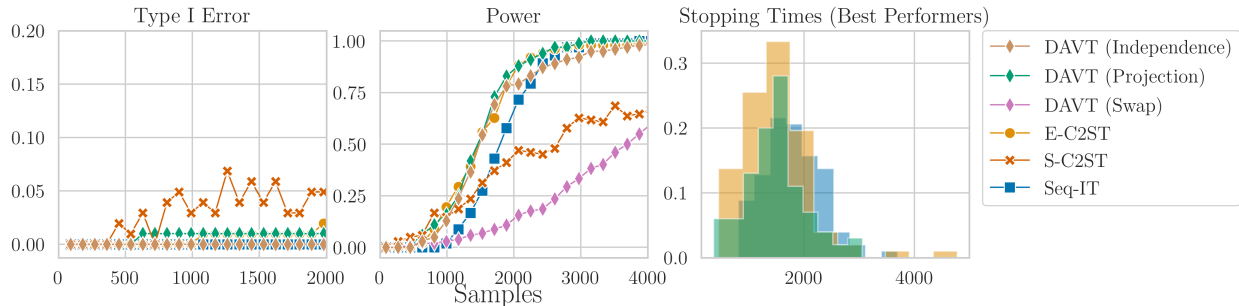 Type I Error
0.20
0.15
0.10
0.05
0.00
0
500
1000
1500
2000
Power
1.00
0.75
0.50
0.25
0.00
0
1000
2000
3000
4000
Samples
Stopping Times (Best Performers)
0.3
0.2
0.1
0.0
2000
4000
DAVT (Independence)
DAVT (Projection)
DAVT (Swap)
E-C2ST
S-C2ST
Seq-IT